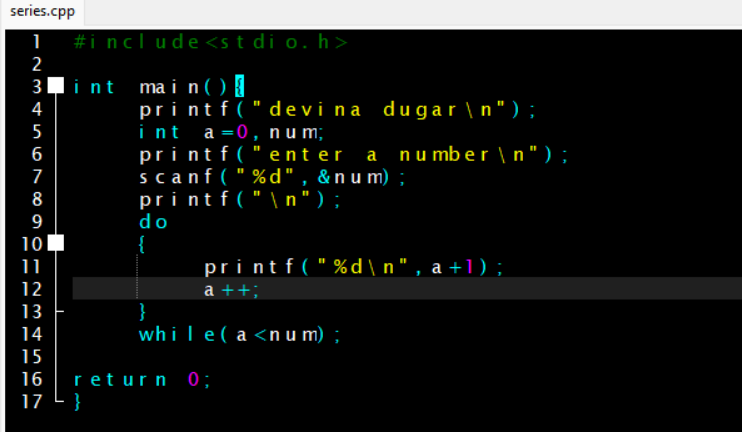 series.cpp
1 #include<stdio.h>
2
3 int main(){
4 printf("devina dugar\n");
5 int a=0,num;
6 printf("enter a number\n");
7 scanf("%d",&num);
8 printf("\n");
9 do
10 {
11 printf("%d\n",a+1);
12 a++;
13 }
14 while(a<num);
15
16 return 0;
17 }